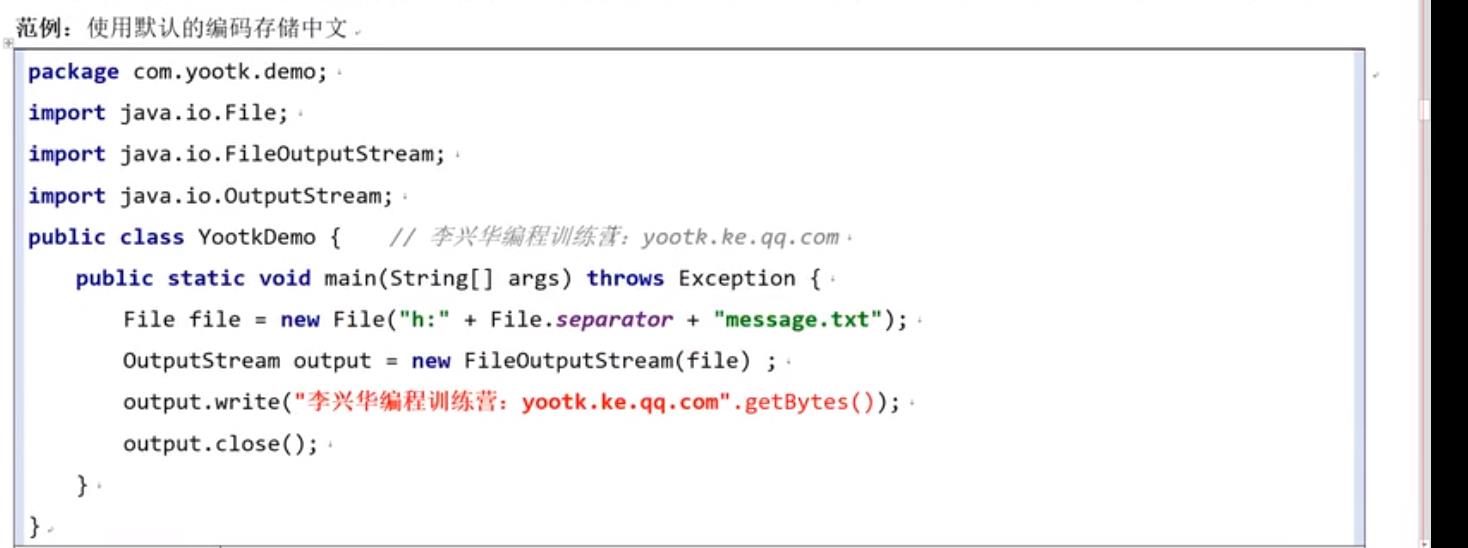 范例：使用默认的编码存储中文
package com.yootk.demo;
import java.io.File;
import java.io.FileOutputStream;
import java.io.OutputStream;
public class YootkDemo {    // 李兴华编程训练营：yootk.ke.qq.com
    public static void main(String[] args) throws Exception {
        File file = new File("h:" + File.separator + "message.txt");
        OutputStream output = new FileOutputStream(file) ;
        output.write("李兴华编程训练营：yootk.ke.qq.com".getBytes());
        output.close();
    }
}